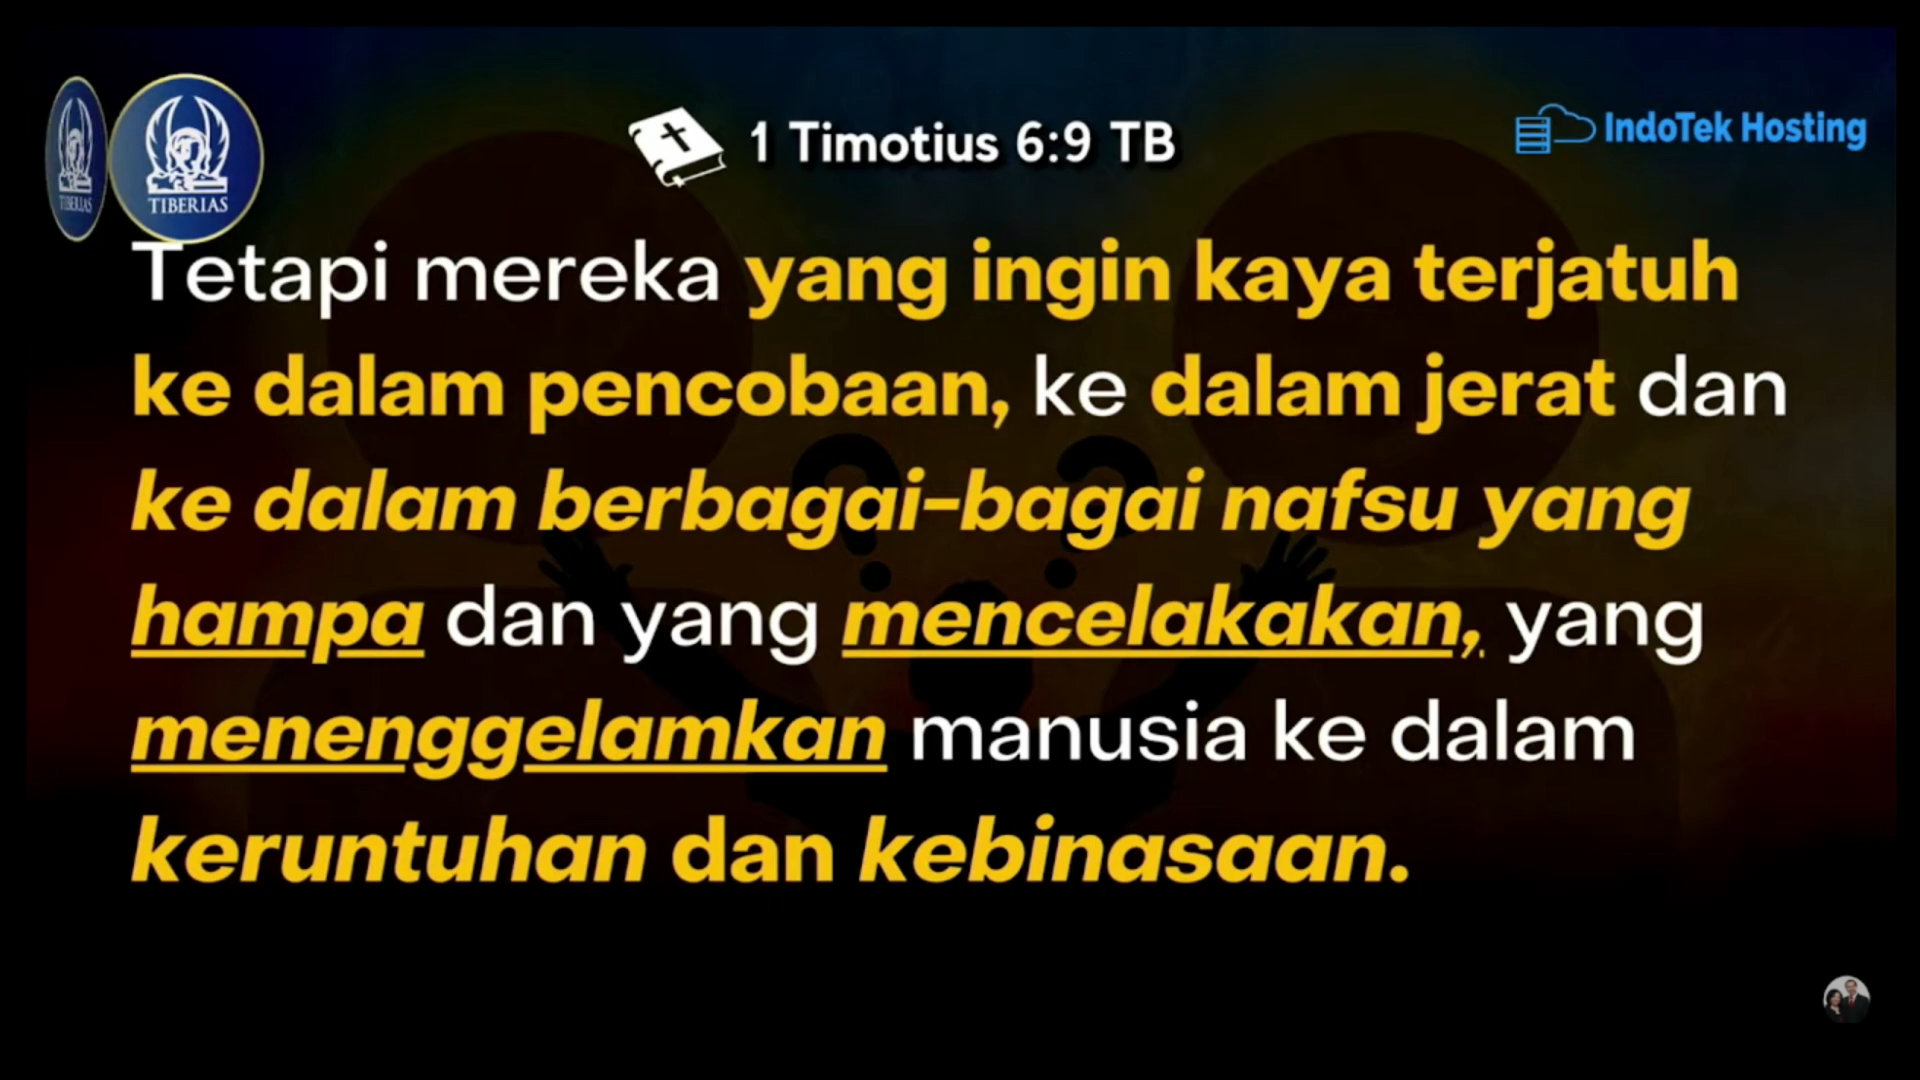 TIBERIAS
TIBERIAS
1 Timotius 6:9 TB
IndoTek Hosting
Tetapi mereka yang ingin kaya terjatuh
ke dalam pencobaan, ke dalam jerat dan
ke dalam berbagai-bagai nafsu yang
hampa dan yang mencelakakan, yang
menenggelamkan manusia ke dalam
keruntuhan dan kebinasaan.